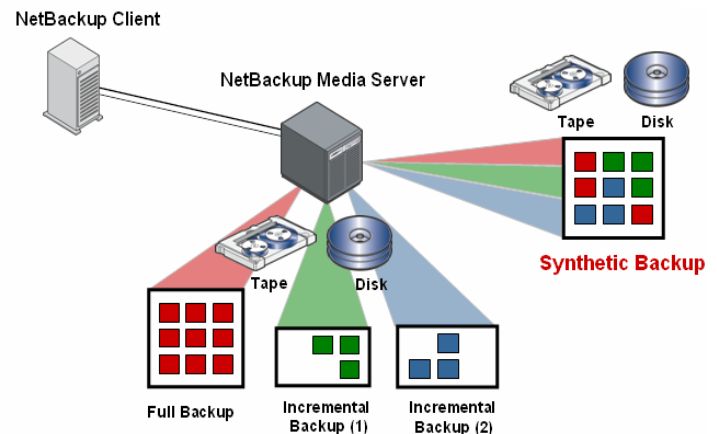 NetBackup Client
NetBackup Media Server
Tape
Disk
Synthetic Backup
Tape
Disk
Full Backup
Incremental
Backup (1)
Incremental
Backup (2)